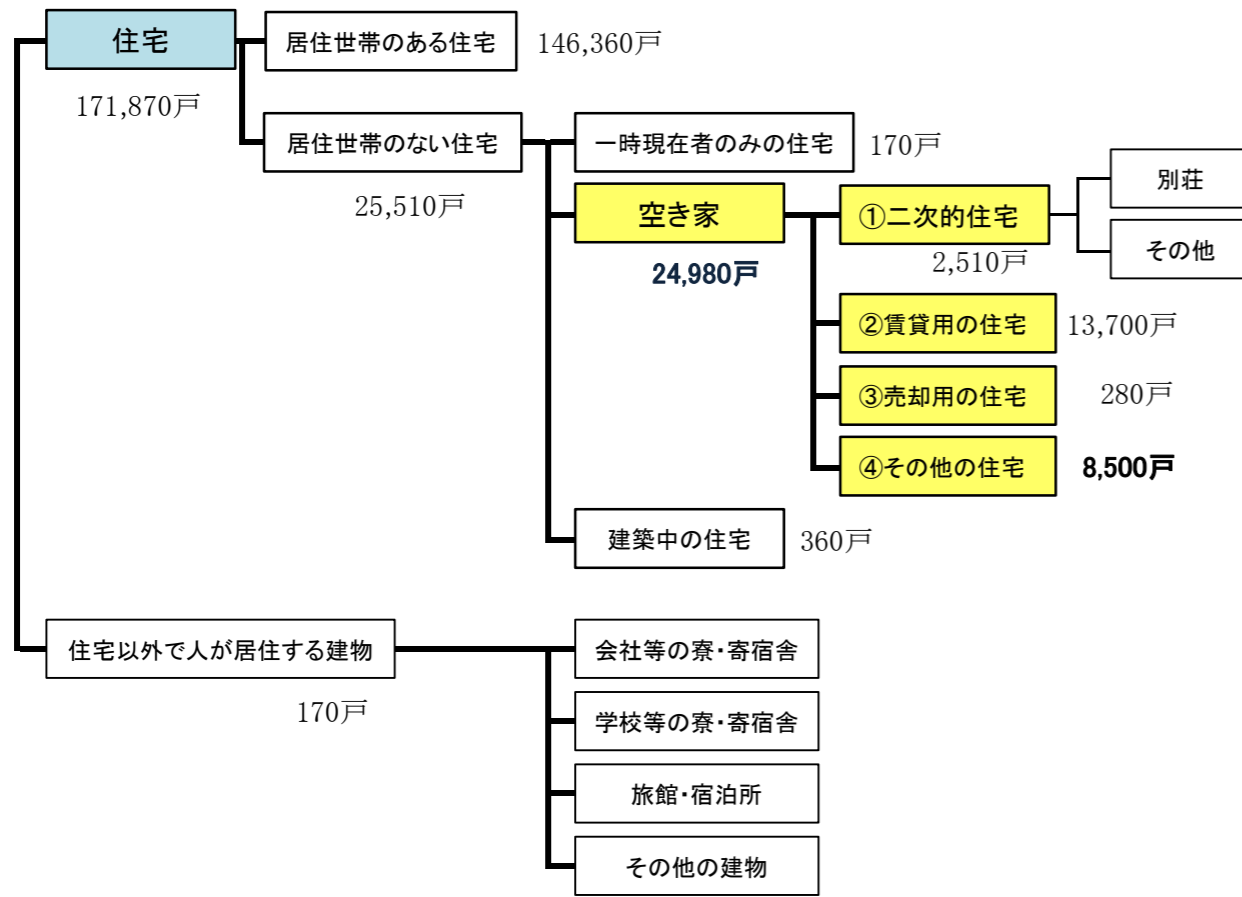 住宅
171,870戸
居住世帯のある住宅
146,360戸
居住世帯のない住宅
25,510戸
一時現在者のみの住宅
170戸
空き家
24,980戸
①二次的住宅
2,510戸
別荘
その他
②賃貸用の住宅
13,700戸
③売却用の住宅
280戸
④その他の住宅
8,500戸
建築中の住宅
360戸
住宅以外で人が居住する建物
170戸
会社等の寮・寄宿舎
学校等の寮・寄宿舎
旅館・宿泊所
その他の建物